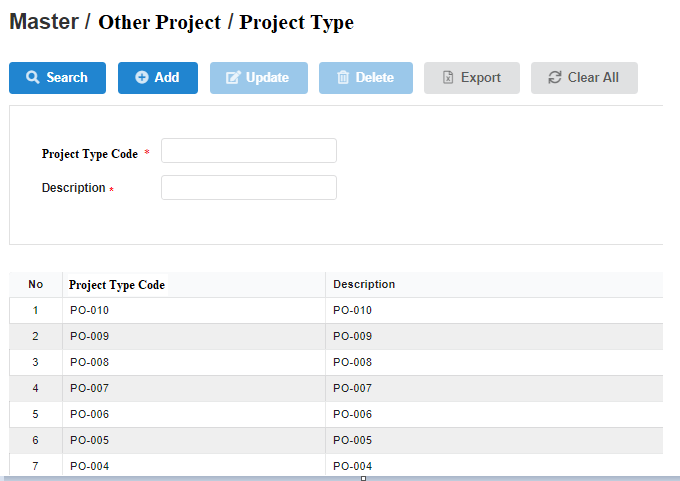 Master / Other Project / Project Type
Search Add Update Delete Export Clear All
Project Type Code *
Description *
No Project Type Code Description
1 PO-010 PO-010
2 PO-009 PO-009
3 PO-008 PO-008
4 PO-007 PO-007
5 PO-006 PO-006
6 PO-005 PO-005
7 PO-004 PO-004